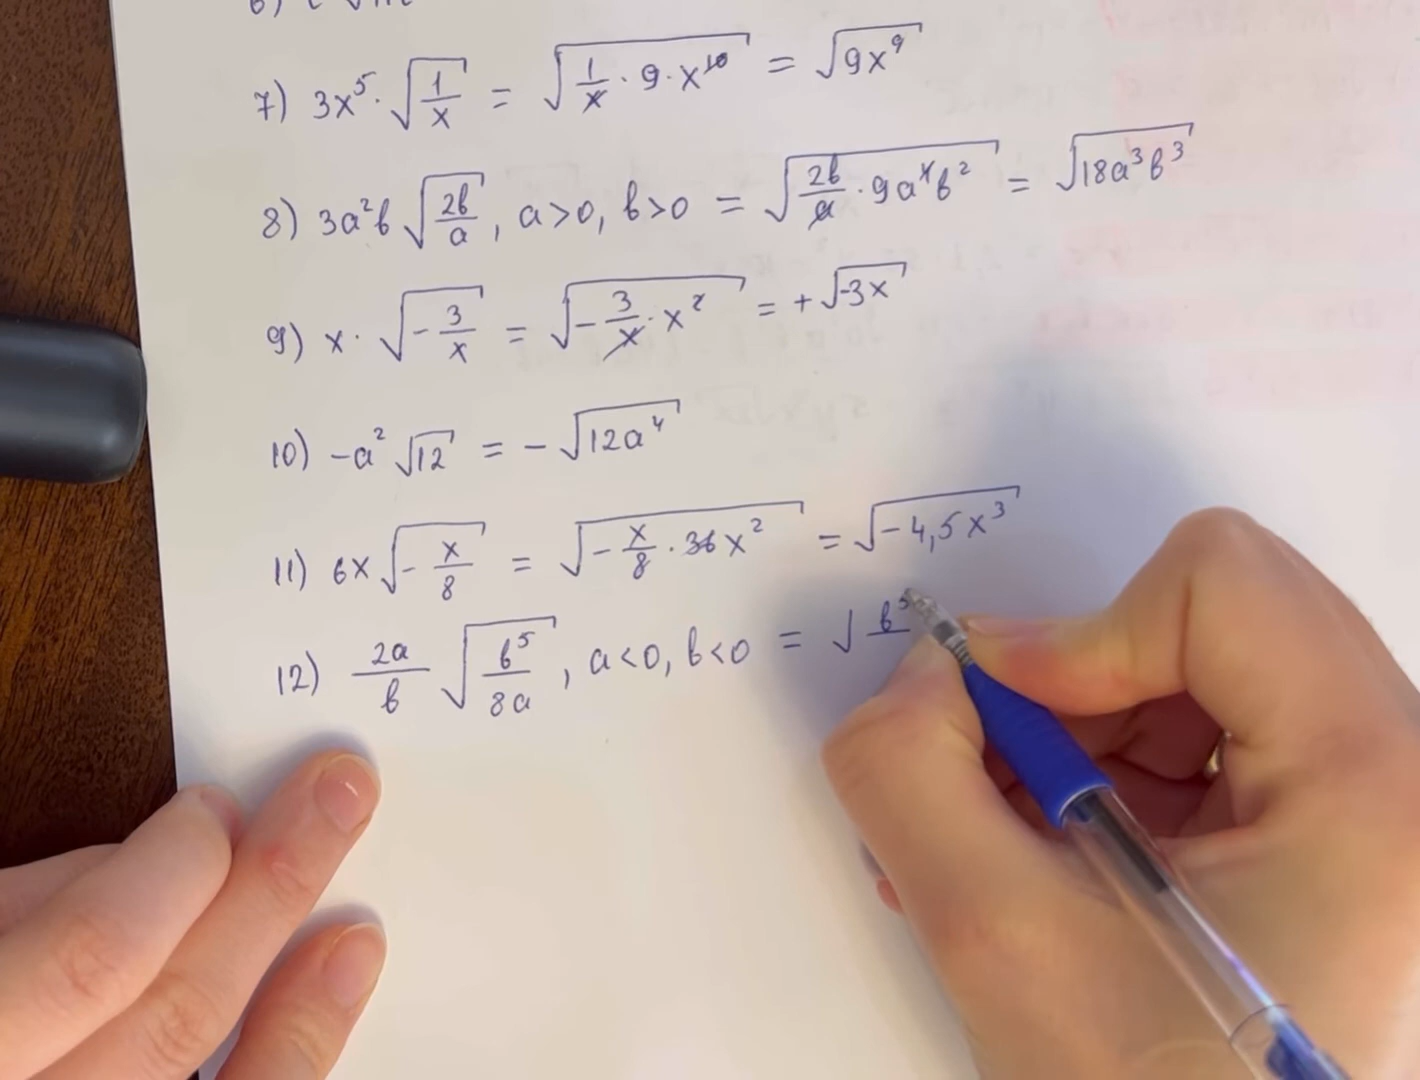 7) 3x⁵·√(1/x) = √(1/x · 9 · x¹⁰) = √(9x⁹)
8) 3a²b √(2b/a), a>0, b>0 = √(2b/a · 9a⁴b²) = √(18a³b³)
9) x·√(-3/x) = √(-3/x · x²) = +√(-3x)
10) -a² √12 = -√(12a⁴)
11) 6x√(-x/8) = √(-x/8 · 36x²) = √(-4,5x³)
12) 2a/b √(b⁵/8a), a<0, b<0 = √(b⁵/